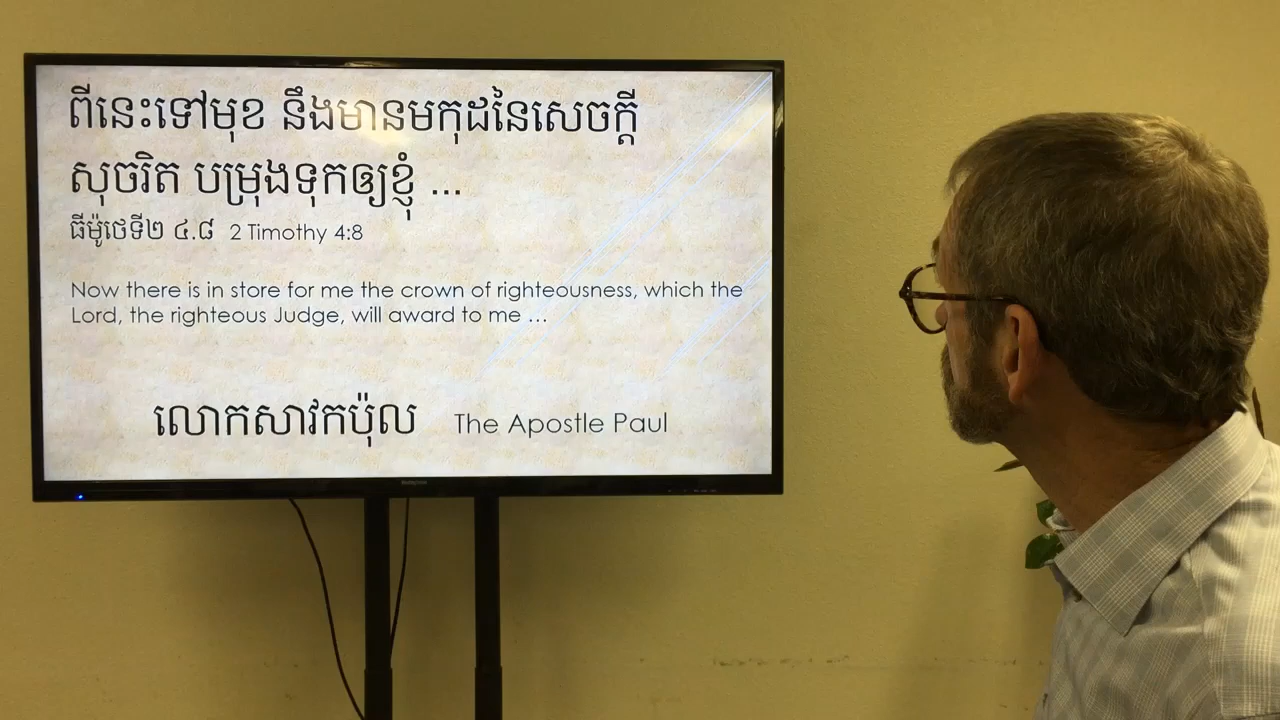 ពីនេះទៅមុខ នឹងមានមកុដនៃសេចក្ដី
សុចរិត បម្រុងទុកឲ្យខ្ញុំ ...
ធីម៉ូថេទី២ ៤.៨ 2 Timothy 4:8
Now there is in store for me the crown of righteousness, which the
Lord, the righteous Judge, will award to me ...
លោកសាវកប៉ុល The Apostle Paul